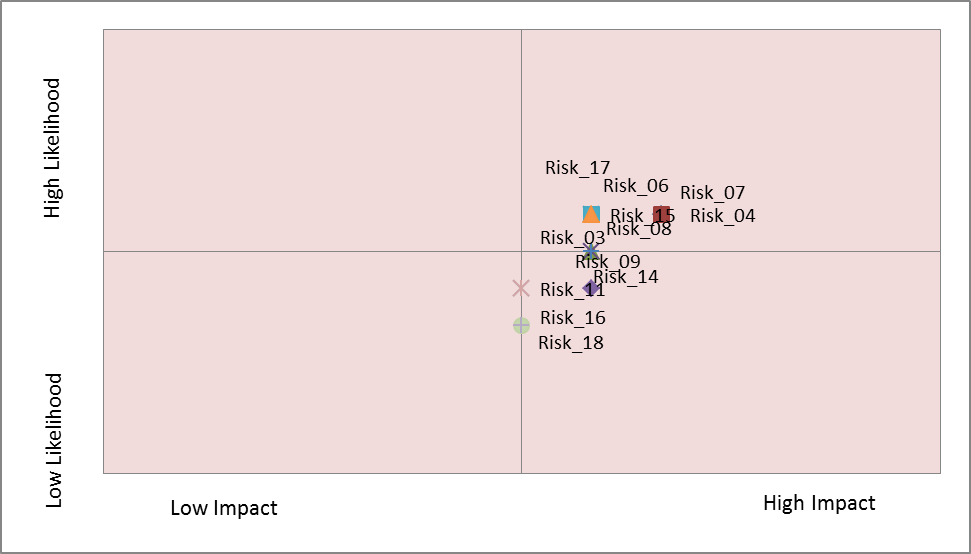 High Likelihood
Low Likelihood
Risk_17
Risk_06
Risk_07
Risk_15
Risk_04
Risk_08
Risk_03
Risk_09
Risk_14
Risk_11
Risk_16
Risk_18
Low Impact
High Impact